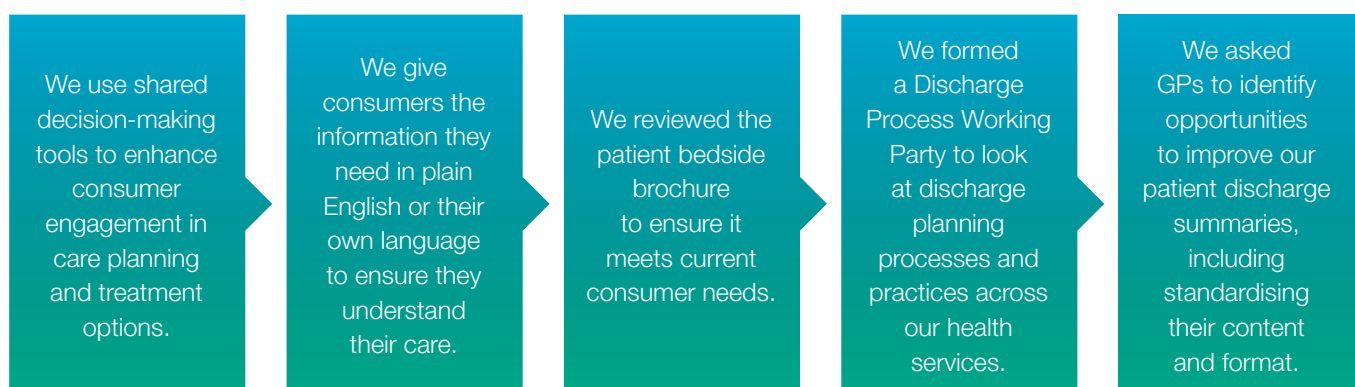 We use shared
decision-making
tools to enhance
consumer
engagement in
care planning
and treatment
options.
We give
consumers the
information they
need in plain
English or their
own language
to ensure they
understand
their care.
We reviewed the
patient bedside
brochure
to ensure it
meets current
consumer needs.
We formed
a Discharge
Process Working
Party to look
at discharge
planning
processes and
practices across
our health
services.
We asked
GPs to identify
opportunities
to improve our
patient discharge
summaries,
including
standardising
their content
and format.